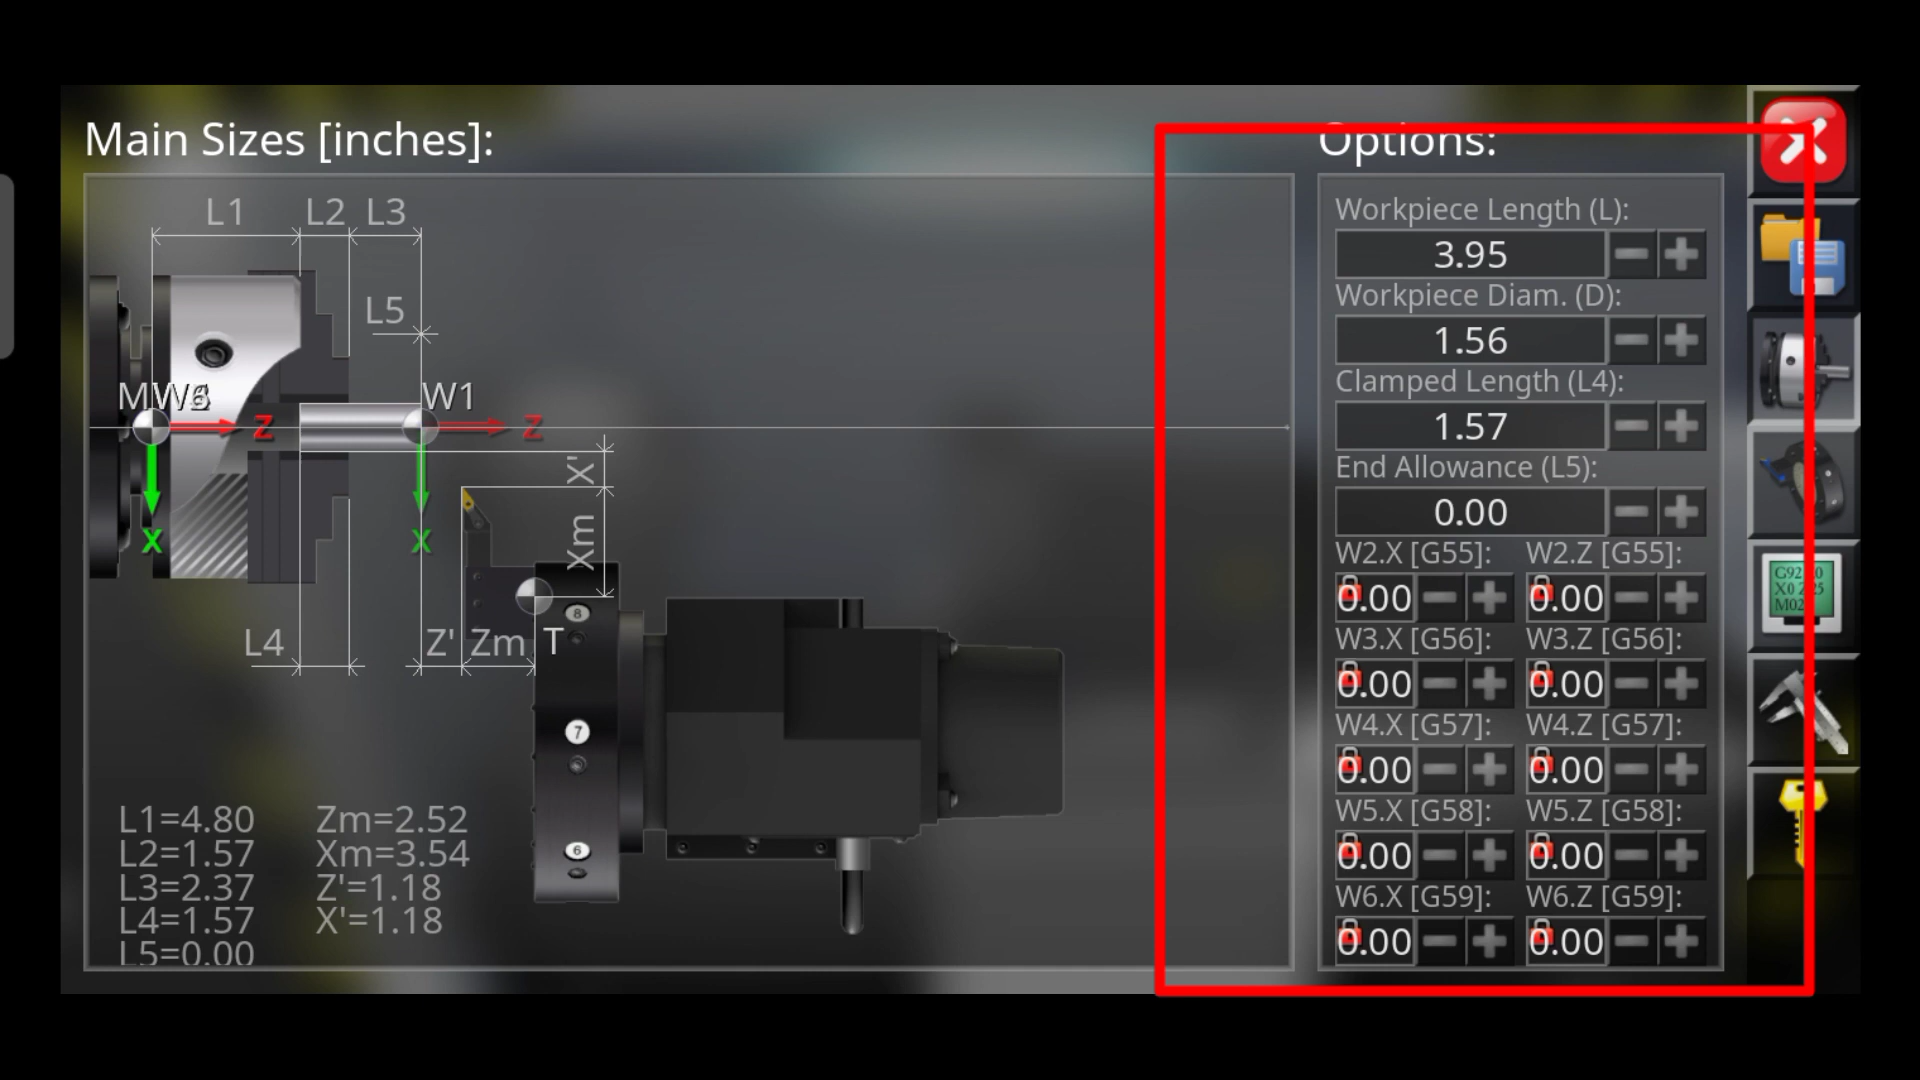 Main Sizes [inches]:
Options:
L1 L2 L3
L5
MW6 W1
Z Z
X X
X'
Xm
L4 Z' Zm T
8
7
6
L1=4.80 Zm=2.52
L2=1.57 Xm=3.54
L3=2.37 Z'=1.18
L4=1.57 X'=1.18
L5=0.00
Workpiece Length (L):
3.95
Workpiece Diam. (D):
1.56
Clamped Length (L4):
1.57
End Allowance (L5):
0.00
W2.X [G55]: W2.Z [G55]:
0.00 0.00
W3.X [G56]: W3.Z [G56]:
0.00 0.00
W4.X [G57]: W4.Z [G57]:
0.00 0.00
W5.X [G58]: W5.Z [G58]:
0.00 0.00
W6.X [G59]: W6.Z [G59]:
0.00 0.00